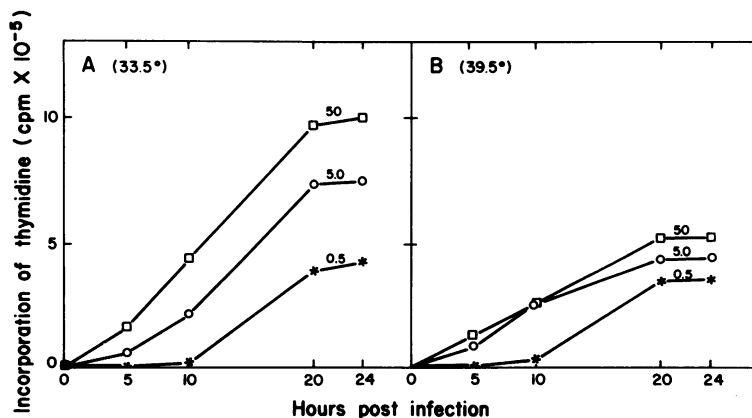 Incorporation of thymidine (cpm X 10⁻⁵)
A (33.5°)
B (39.5°)
10
5
0
50
5.0
0.5
50
5.0
0.5
0 5 10 20 24 0 5 10 20 24
Hours post infection